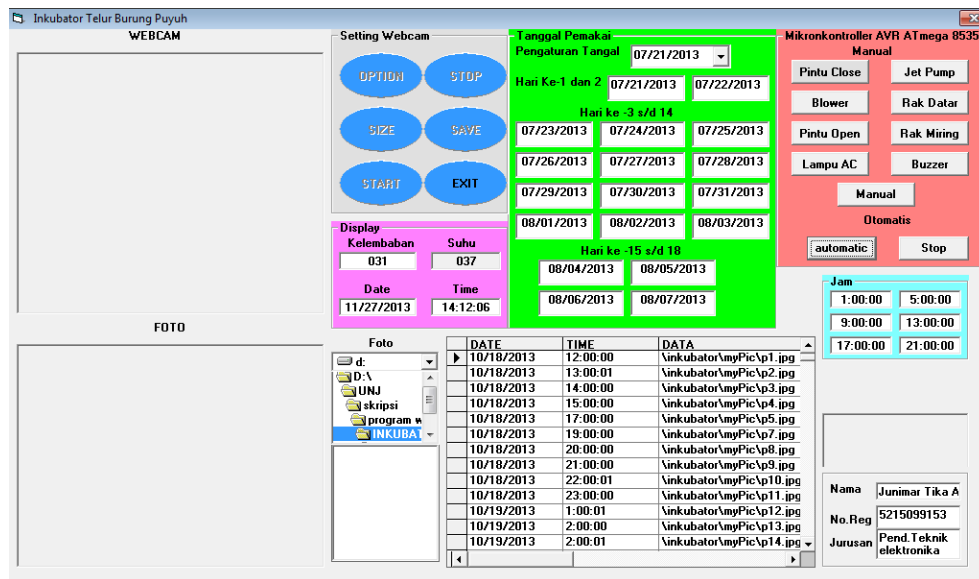 Inkubator Telur Burung Puyuh
WEBCAM
FOTO
Setting Webcam
OPTION STOP
SIZE SAVE
START EXIT
Display
Kelembaban Suhu
031 037
Date Time
11/27/2013 14:12:06
Tanggal Pemakai
Pengaturan Tangal 07/21/2013
Hari Ke-1 dan 2 07/21/2013 07/22/2013
Hari ke -3 s/d 14
07/23/2013 07/24/2013 07/25/2013
07/26/2013 07/27/2013 07/28/2013
07/29/2013 07/30/2013 07/31/2013
08/01/2013 08/02/2013 08/03/2013
Hari ke -15 s/d 18
08/04/2013 08/05/2013
08/06/2013 08/07/2013
Mikronkontroller AVR ATmega 8535
Manual
Pintu Close Jet Pump
Blower Rak Datar
Pintu Open Rak Miring
Lampu AC Buzzer
Manual
Otomatis
automatic Stop
Jam
1:00:00 5:00:00
9:00:00 13:00:00
17:00:00 21:00:00
Foto
d:
D:\
UNJ
skripsi
program w
INKUBAT
DATE TIME DATA
10/18/2013 12:00:00 \inkubator\myPic\p1.jpg
10/18/2013 13:00:01 \inkubator\myPic\p2.jpg
10/18/2013 14:00:00 \inkubator\myPic\p3.jpg
10/18/2013 15:00:00 \inkubator\myPic\p4.jpg
10/18/2013 17:00:00 \inkubator\myPic\p5.jpg
10/18/2013 19:00:00 \inkubator\myPic\p7.jpg
10/18/2013 20:00:00 \inkubator\myPic\p8.jpg
10/18/2013 21:00:00 \inkubator\myPic\p9.jpg
10/18/2013 22:00:01 \inkubator\myPic\p10.jpg
10/18/2013 23:00:00 \inkubator\myPic\p11.jpg
10/19/2013 1:00:01 \inkubator\myPic\p12.jpg
10/19/2013 2:00:00 \inkubator\myPic\p13.jpg
10/19/2013 2:00:01 \inkubator\myPic\p14.jpg
Nama Junimar Tika A
No.Reg 5215099153
Jurusan Pend.Teknik
elektronika